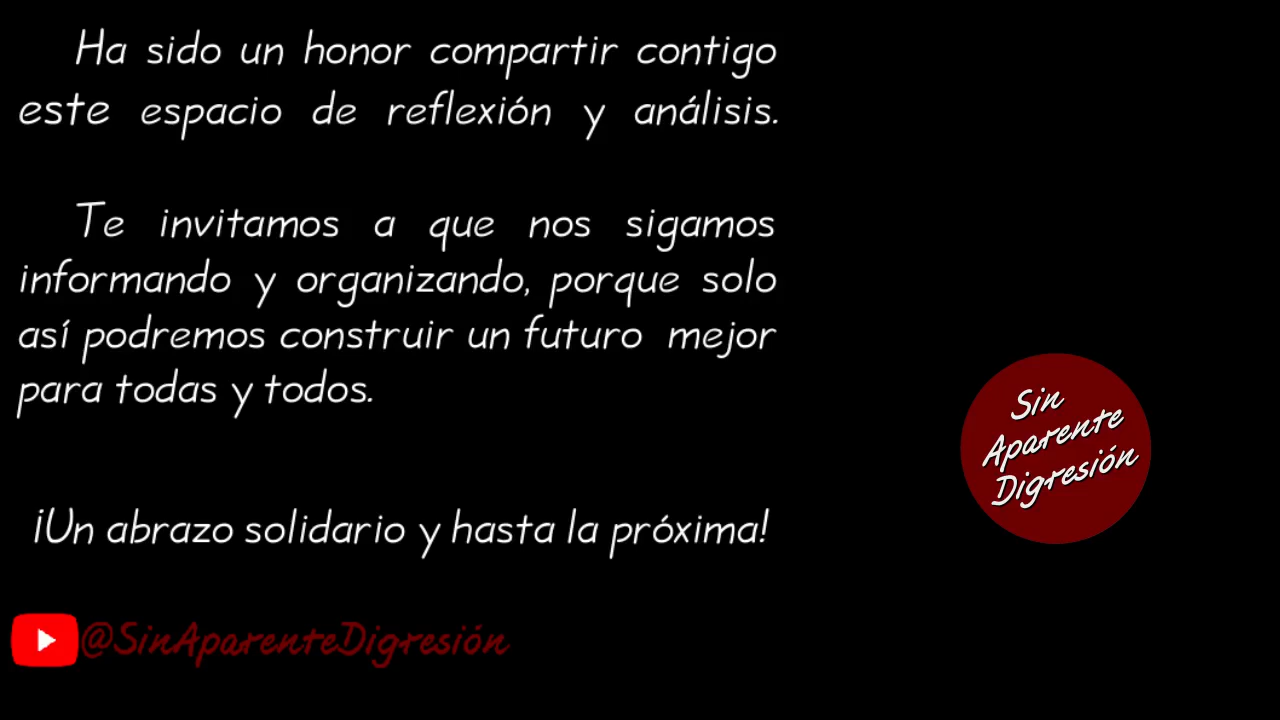 Ha sido un honor compartir contigo
este espacio de reflexión y análisis.
Te invitamos a que nos sigamos
informando y organizando, porque solo
así podremos construir un futuro mejor
para todas y todos.
¡Un abrazo solidario y hasta la próxima!
@SinAparenteDigresión
Sin
Aparente
Digresión